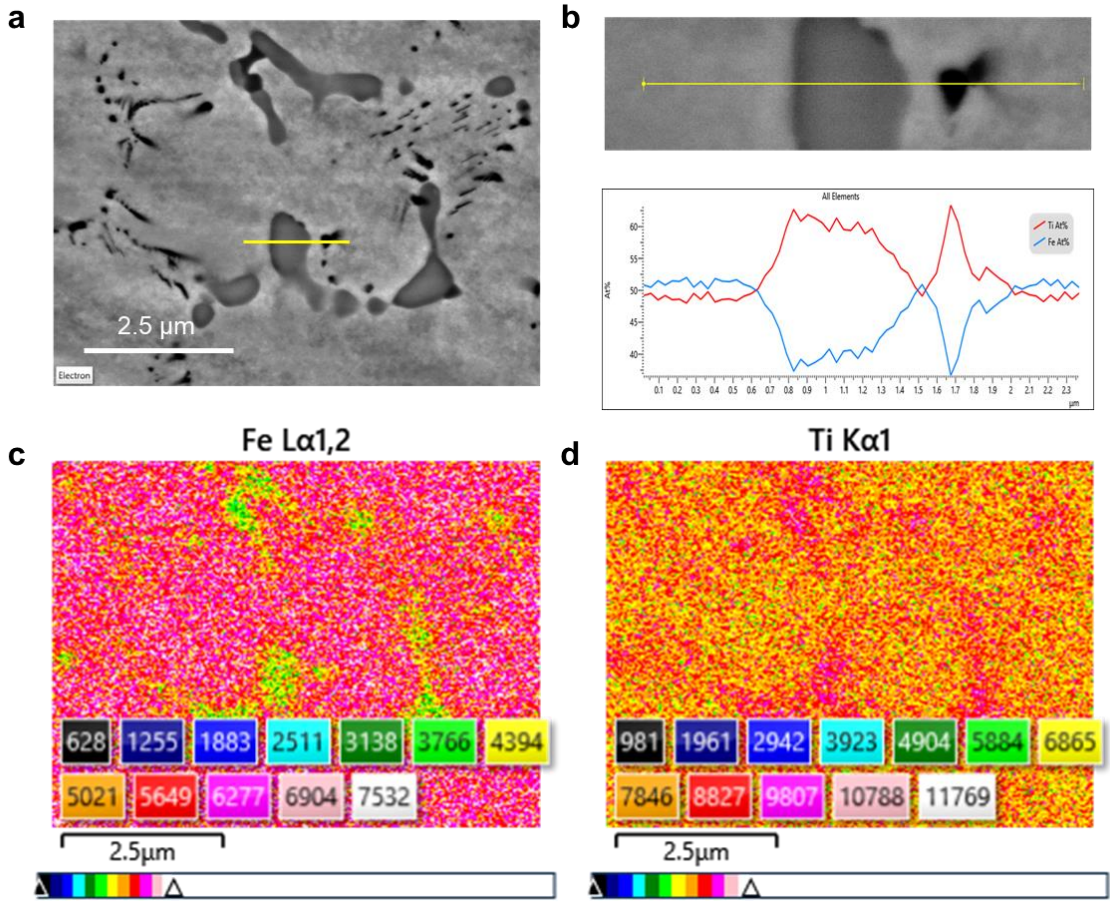 a
2.5 μm
Electron
b
All Elements
Ti At%
Fe At%
At%
60
55
50
45
40
0.1 0.2 0.3 0.4 0.5 0.6 0.7 0.8 0.9 1 1.1 1.2 1.3 1.4 1.5 1.6 1.7 1.8 1.9 2 2.1 2.2 2.3
μm
c
Fe Lα1,2
628 1255 1883 2511 3138 3766 4394
5021 5649 6277 6904 7532
2.5μm
d
Ti Kα1
981 1961 2942 3923 4904 5884 6865
7846 8827 9807 10788 11769
2.5μm